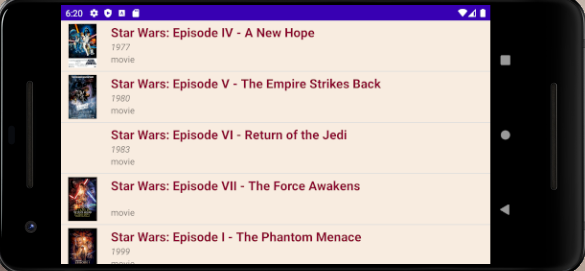 6:20
Star Wars: Episode IV - A New Hope
1977
movie
Star Wars: Episode V - The Empire Strikes Back
1980
movie
Star Wars: Episode VI - Return of the Jedi
1983
movie
Star Wars: Episode VII - The Force Awakens
movie
Star Wars: Episode I - The Phantom Menace
1999
movie